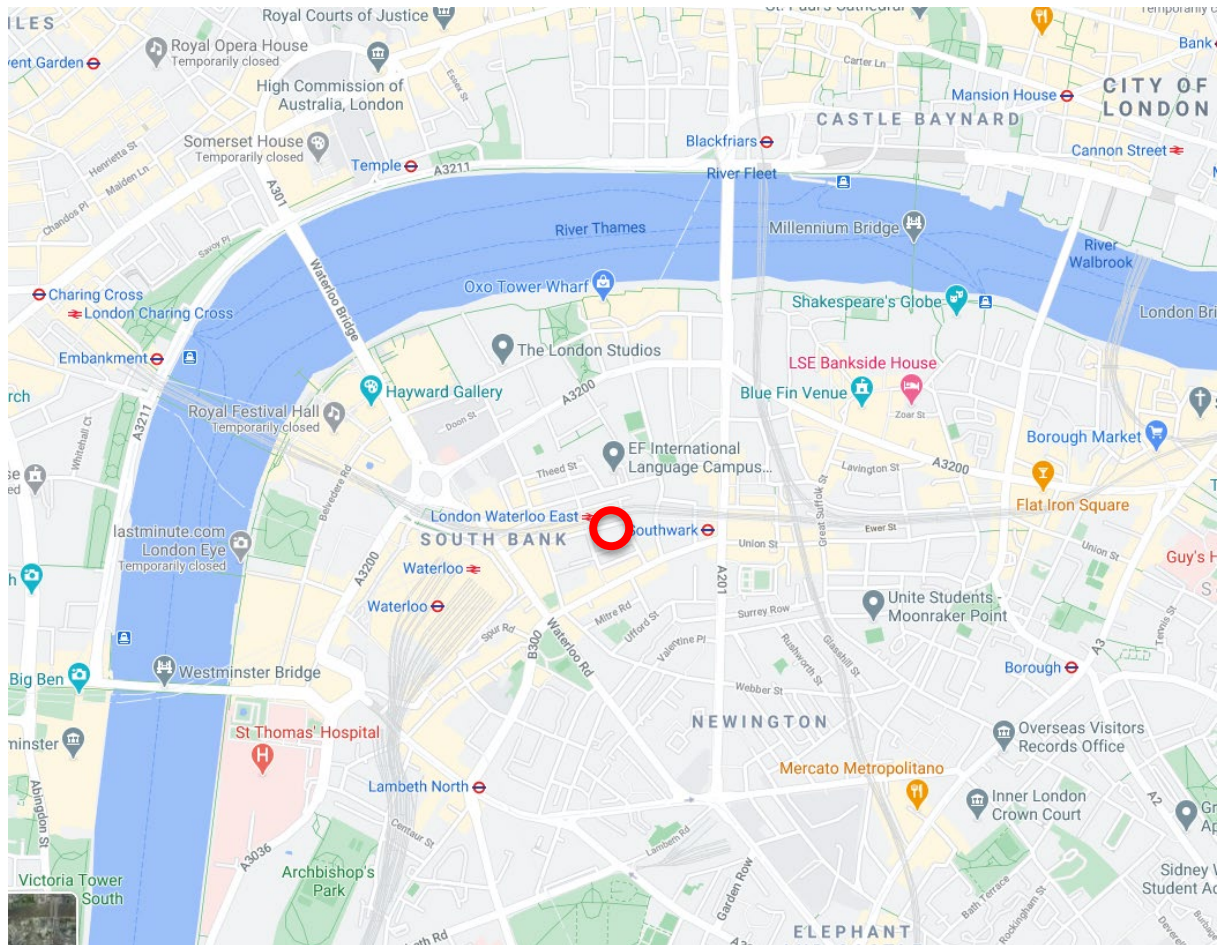 Royal Courts of Justice
St. Paul's Cathedral
Temporarily c
ILES
Royal Opera House
Temporarily closed
Bank
vent Garden
Carter Ln
High Commission of
Australia, London
Essex St
CITY OF
LONDON
Mansion House
CASTLE BAYNARD
Somerset House
Temporarily closed
Henrietta St
Maiden Ln
Temple
A3211
Blackfriars
Cannon Street
River Fleet
A301
Chandos Pl
Savoy Pl
River Thames
Millennium Bridge
River
Walbrook
Waterloo Bridge
Charing Cross
London Charing Cross
Oxo Tower Wharf
Shakespeare's Globe
London Bri
Embankment
The London Studios
LSE Bankside House
rch
Hayward Gallery
A3200
Blue Fin Venue
Zoar St
Royal Festival Hall
Temporarily closed
Doon St
A3211
Whitehall Ct
Borough Market
EF International
Language Campus...
Theed St
Belvedere Rd
Lavington St
A3200
Great Suffolk St
Flat Iron Square
London Waterloo East
Southwark
SOUTH BANK
Ewer St
Union St
Union St
lastminute.com
London Eye
Temporarily closed
A3200
Waterloo
A201
Guy's H
Waterloo
Mitre Rd
Ufford St
Surrey Row
Unite Students -
Moonraker Point
Spur Rd
B300
Waterloo Rd
Valentine Pl
Rushworth St
Glasshill St
Tennis St
A3
Borough
Big Ben
Westminster Bridge
Webber St
St Thomas' Hospital
NEWINGTON
Overseas Visitors
Records Office
minster
Mercato Metropolitano
Lambeth North
Inner London
Crown Court
A2
Abingdon St
Centaur St
Lambeth Rd
A3036
Archbishop's
Park
Garden Row
Victoria Tower
South
Sidney
Student Ac
Bath Terrace
Rockingham St
ELEPHANT